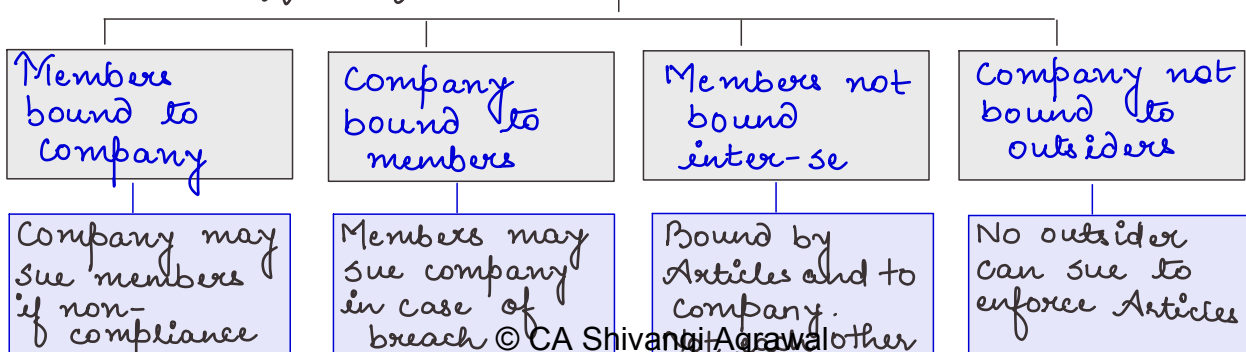 Members
bound to
company
Company
bound to
members
Members not
bound
inter-se
Company not
bound to
outsiders
Company may
sue members
if non-
compliance
Members may
sue company
in case of
breach
Bound by
Articles and to
company.
other
No outsider
can sue to
enforce Articles
© CA Shivangi Agrawal